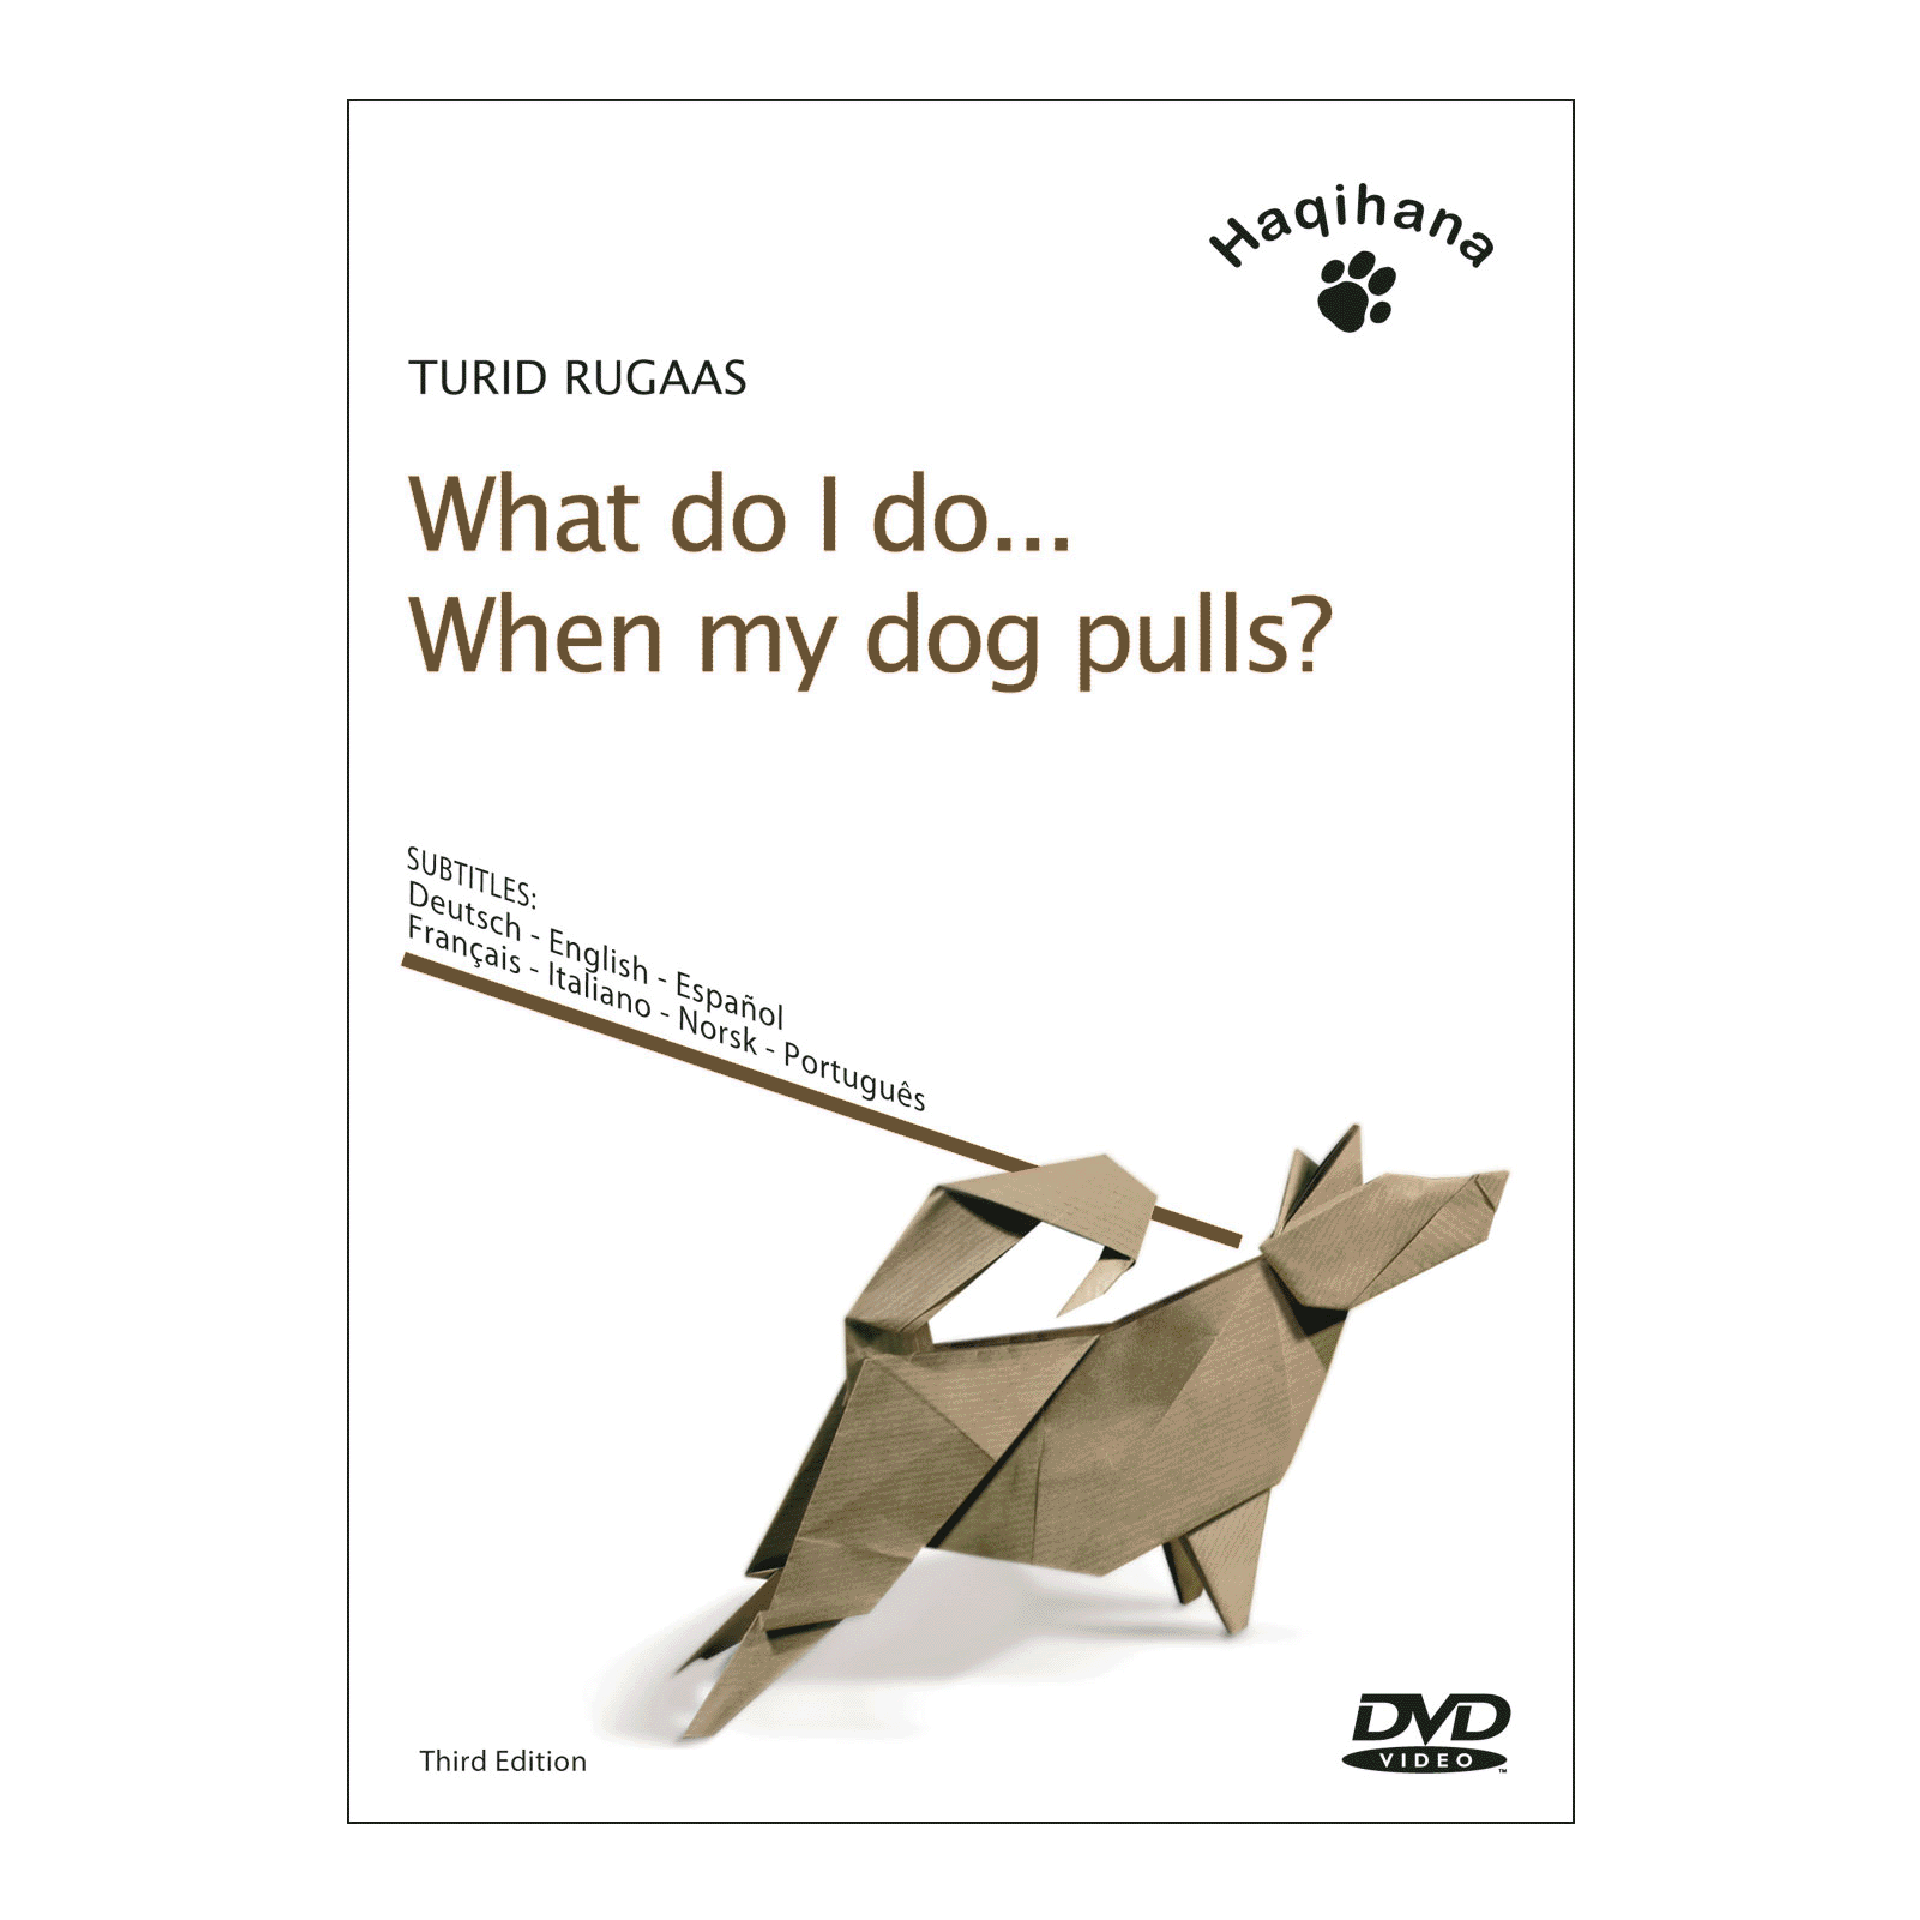 Haqihana
TURID RUGAAS
What do I do...
When my dog pulls?
SUBTITLES:
Deutsch - English - Español
Français - Italiano - Norsk - Português
Third Edition
DVD
VIDEO
TM